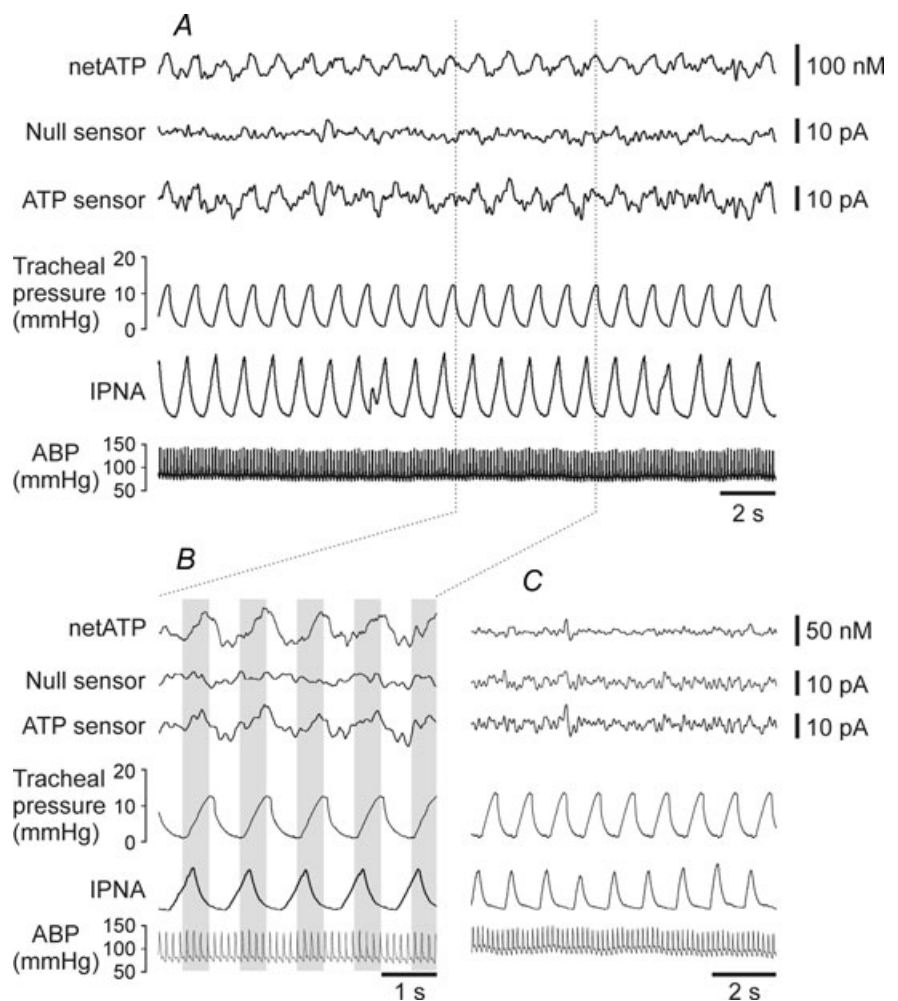 A
netATP
100 nM
Null sensor
10 pA
ATP sensor
10 pA
Tracheal
pressure
(mmHg)
20
10
0
IPNA
ABP
(mmHg)
150
100
50
2 s
B
C
netATP
50 nM
Null sensor
10 pA
ATP sensor
10 pA
Tracheal
pressure
(mmHg)
20
10
0
IPNA
ABP
(mmHg)
150
100
50
1 s
2 s